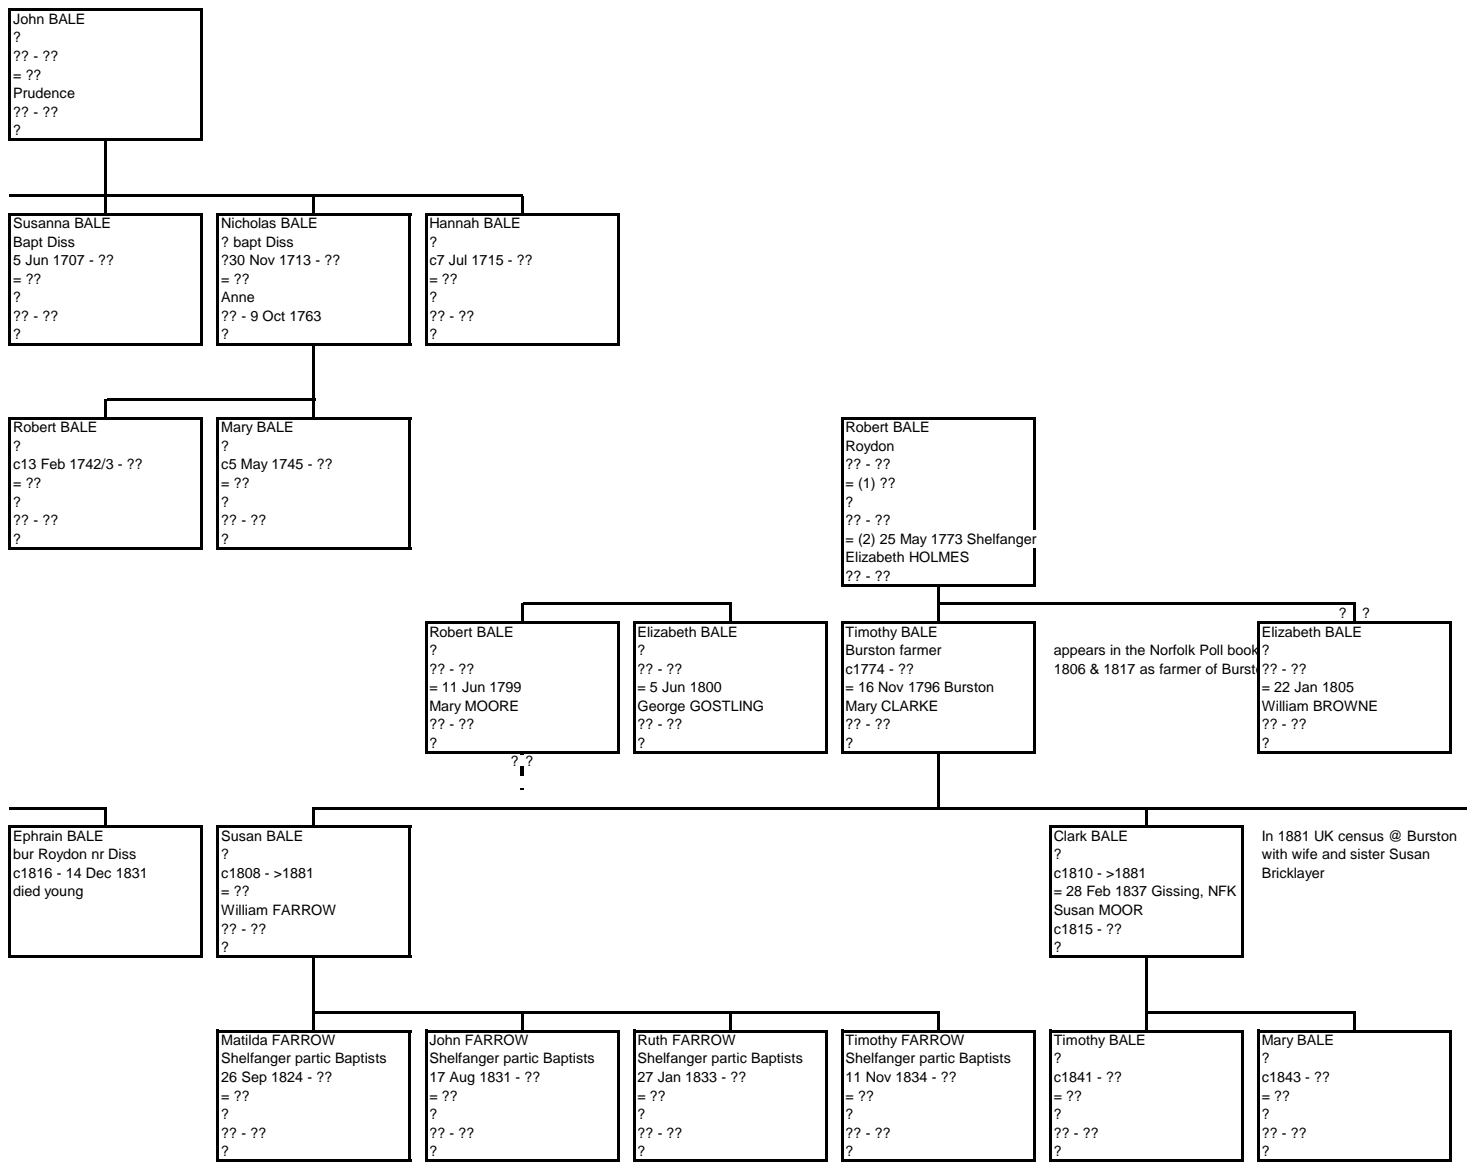 John BALE
?
?? - ??
= ??
Prudence
?? - ??
?
Susanna BALE
Bapt Diss
5 Jun 1707 - ??
= ??
?
?? - ??
?
Nicholas BALE
? bapt Diss
?30 Nov 1713 - ??
= ??
Anne
?? - 9 Oct 1763
?
Hannah BALE
?
c7 Jul 1715 - ??
= ??
?
?? - ??
?
Robert BALE
?
c13 Feb 1742/3 - ??
= ??
?
?? - ??
?
Mary BALE
?
c5 May 1745 - ??
= ??
?
?? - ??
?
Robert BALE
Roydon
?? - ??
= (1) ??
?
?? - ??
= (2) 25 May 1773 Shelfanger
Elizabeth HOLMES
?? - ??
Robert BALE
?
?? - ??
= 11 Jun 1799
Mary MOORE
?? - ??
?
? ?
Elizabeth BALE
?
?? - ??
= 5 Jun 1800
George GOSTLING
?? - ??
?
Timothy BALE
Burston farmer
c1774 - ??
= 16 Nov 1796 Burston
Mary CLARKE
?? - ??
?
appears in the Norfolk Poll book
1806 & 1817 as farmer of Burst
? ?
Elizabeth BALE
?
?? - ??
= 22 Jan 1805
William BROWNE
?? - ??
?
Ephrain BALE
bur Roydon nr Diss
c1816 - 14 Dec 1831
died young
Susan BALE
?
c1808 - >1881
= ??
William FARROW
?? - ??
?
Clark BALE
?
c1810 - >1881
= 28 Feb 1837 Gissing, NFK
Susan MOOR
c1815 - ??
?
In 1881 UK census @ Burston
with wife and sister Susan
Bricklayer
Matilda FARROW
Shelfanger partic Baptists
26 Sep 1824 - ??
= ??
?
?? - ??
?
John FARROW
Shelfanger partic Baptists
17 Aug 1831 - ??
= ??
?
?? - ??
?
Ruth FARROW
Shelfanger partic Baptists
27 Jan 1833 - ??
= ??
?
?? - ??
?
Timothy FARROW
Shelfanger partic Baptists
11 Nov 1834 - ??
= ??
?
?? - ??
?
Timothy BALE
?
c1841 - ??
= ??
?
?? - ??
?
Mary BALE
?
c1843 - ??
= ??
?
?? - ??
?